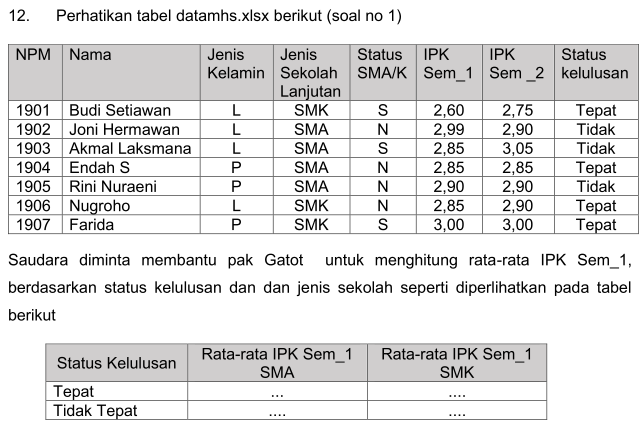 12. Perhatikan tabel datamhs.xlsx berikut (soal no 1)
NPM Nama Jenis Kelamin Jenis Sekolah Lanjutan Status SMA/K IPK Sem_1 IPK Sem _2 Status kelulusan
1901 Budi Setiawan L SMK S 2,60 2,75 Tepat
1902 Joni Hermawan L SMA N 2,99 2,90 Tidak
1903 Akmal Laksmana L SMA S 2,85 3,05 Tidak
1904 Endah S P SMA N 2,85 2,85 Tepat
1905 Rini Nuraeni P SMA N 2,90 2,90 Tidak
1906 Nugroho L SMK N 2,85 2,90 Tepat
1907 Farida P SMK S 3,00 3,00 Tepat
Saudara diminta membantu pak Gatot untuk menghitung rata-rata IPK Sem_1,
berdasarkan status kelulusan dan dan jenis sekolah seperti diperlihatkan pada tabel
berikut
Status Kelulusan Rata-rata IPK Sem_1 SMA Rata-rata IPK Sem_1 SMK
Tepat ... ....
Tidak Tepat .... ....